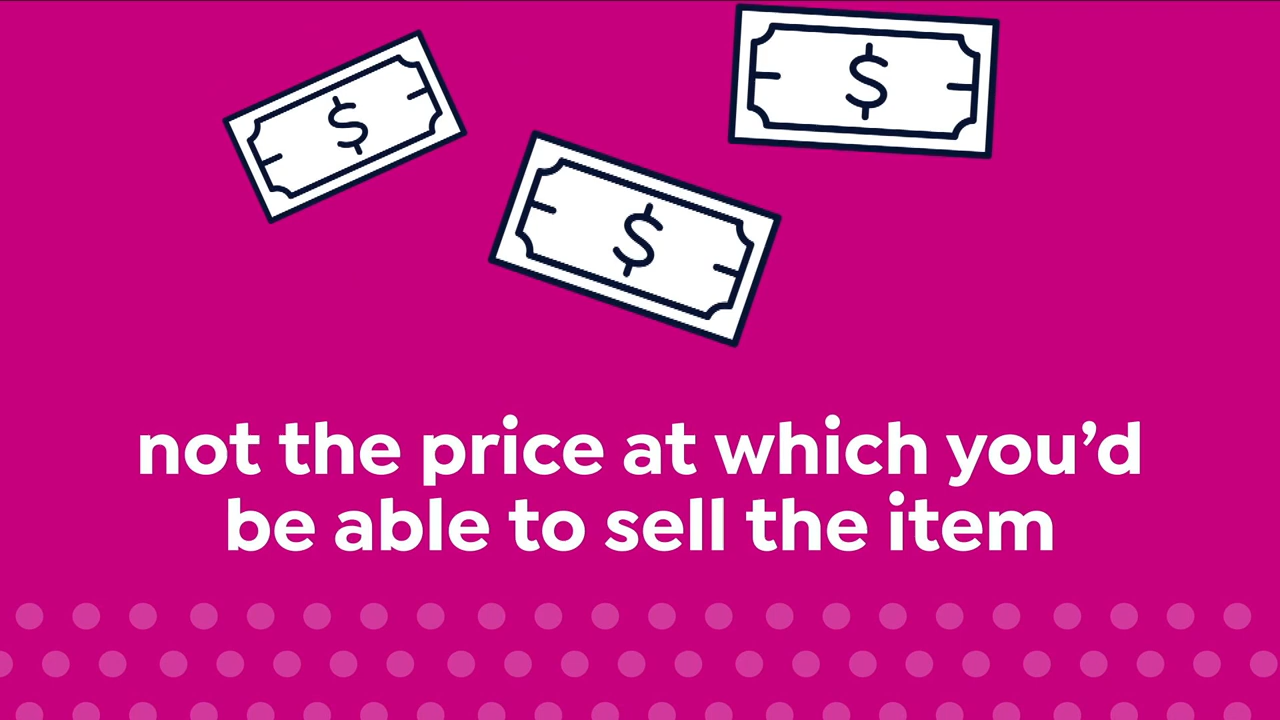 $
$
$
not the price at which you’d
be able to sell the item